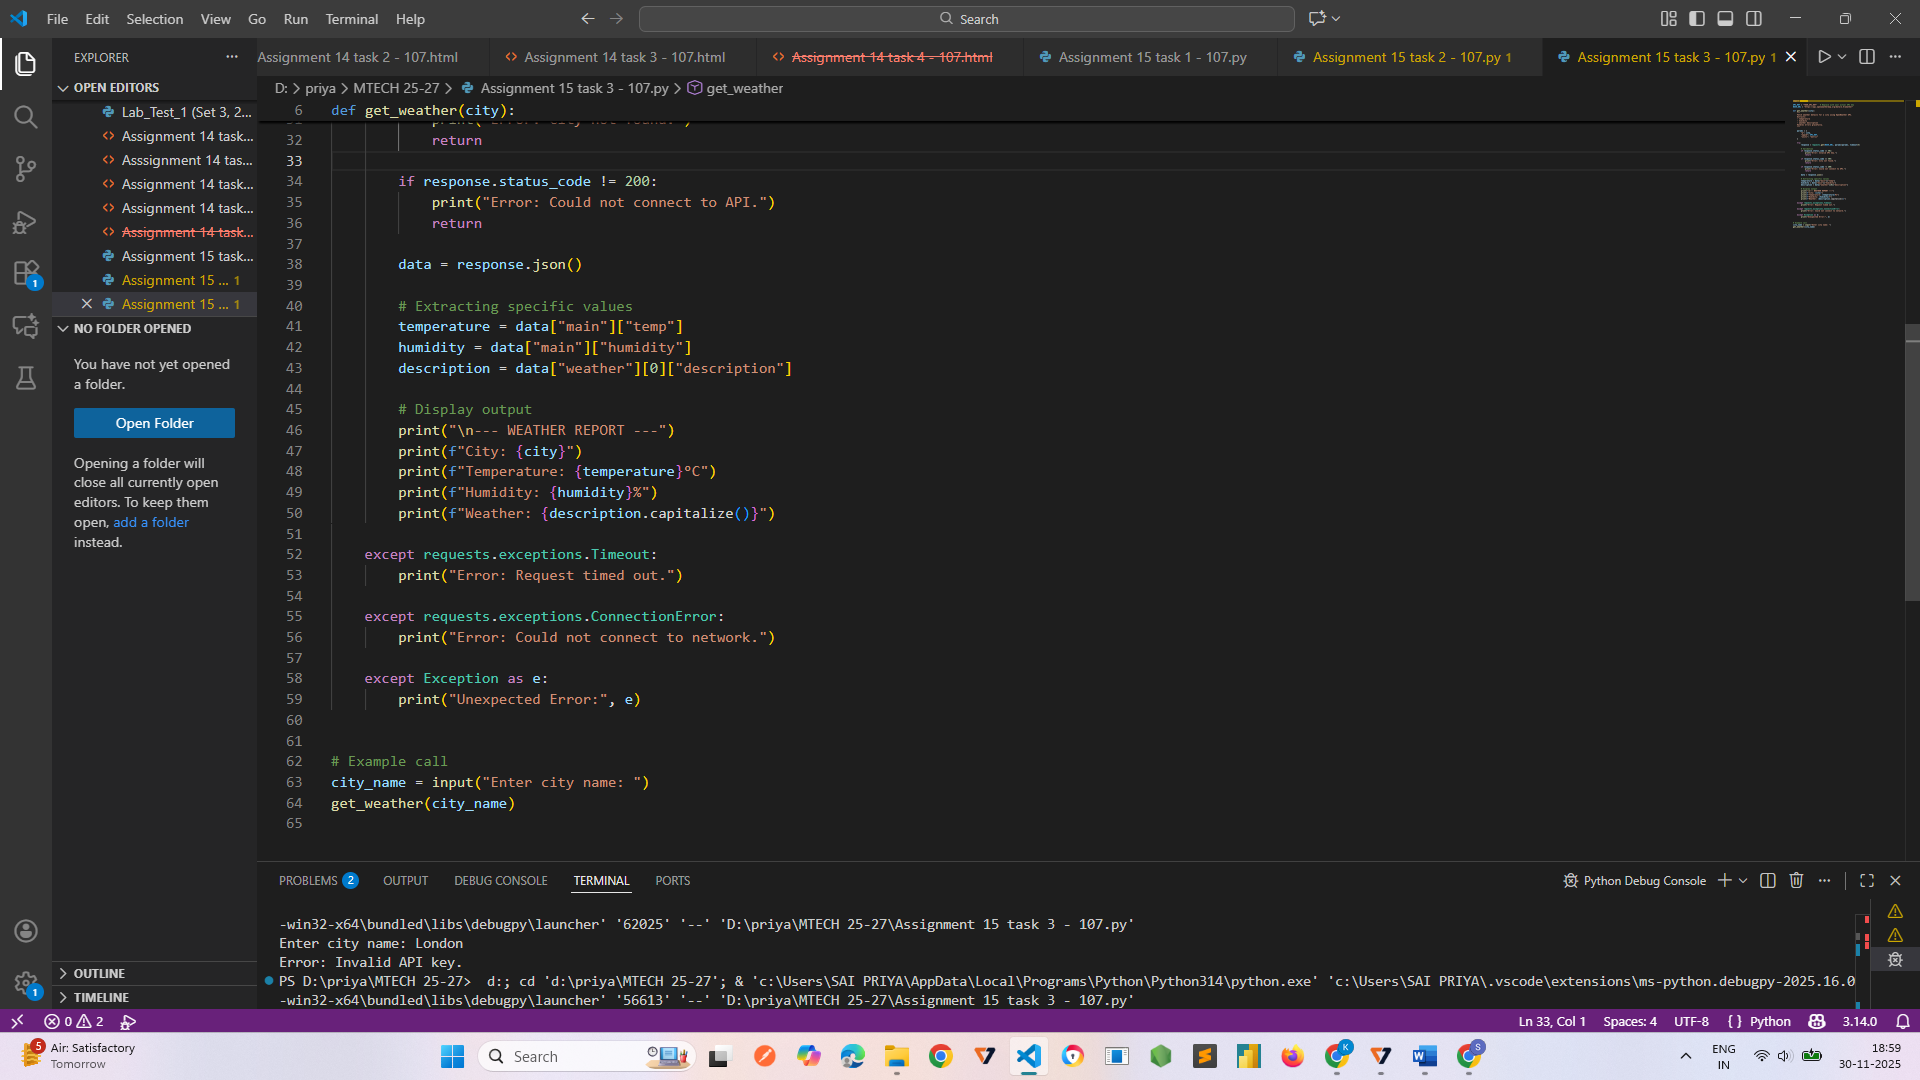 File Edit Selection View Go Run Terminal Help
Search
EXPLORER
Assignment 14 task 2 - 107.html
Assignment 14 task 3 - 107.html
Assignment 14 task 4 - 107.html
Assignment 15 task 1 - 107.py
Assignment 15 task 2 - 107.py 1
Assignment 15 task 3 - 107.py 1
OPEN EDITORS
Lab_Test_1 (Set 3, 2...
Assignment 14 task...
Asssignment 14 tas...
Assignment 14 task...
Assignment 14 task...
Assignment 14 task...
Assignment 15 task...
Assignment 15 ... 1
Assignment 15 ... 1
NO FOLDER OPENED
You have not yet opened
a folder.
Open Folder
Opening a folder will
close all currently open
editors. To keep them
open, add a folder
instead.
OUTLINE
TIMELINE
D: > priya > MTECH 25-27 > Assignment 15 task 3 - 107.py > get_weather
6 def get_weather(city):
32 return
33
34 if response.status_code != 200:
35 print("Error: Could not connect to API.")
36 return
37
38 data = response.json()
39
40 # Extracting specific values
41 temperature = data["main"]["temp"]
42 humidity = data["main"]["humidity"]
43 description = data["weather"][0]["description"]
44
45 # Display output
46 print("\n--- WEATHER REPORT ---")
47 print(f"City: {city}")
48 print(f"Temperature: {temperature}°C")
49 print(f"Humidity: {humidity}%")
50 print(f"Weather: {description.capitalize()}")
51
52 except requests.exceptions.Timeout:
53 print("Error: Request timed out.")
54
55 except requests.exceptions.ConnectionError:
56 print("Error: Could not connect to network.")
57
58 except Exception as e:
59 print("Unexpected Error:", e)
60
61
62 # Example call
63 city_name = input("Enter city name: ")
64 get_weather(city_name)
65
PROBLEMS 2 OUTPUT DEBUG CONSOLE TERMINAL PORTS
Python Debug Console
-win32-x64\bundled\libs\debugpy\launcher' '62025' '--' 'D:\priya\MTECH 25-27\Assignment 15 task 3 - 107.py'
Enter city name: London
Error: Invalid API key.
PS D:\priya\MTECH 25-27> d:; cd 'd:\priya\MTECH 25-27'; & 'c:\Users\SAI PRIYA\AppData\Local\Programs\Python\Python314\python.exe' 'c:\Users\SAI PRIYA\.vscode\extensions\ms-python.debugpy-2025.16.0
-win32-x64\bundled\libs\debugpy\launcher' '56613' '--' 'D:\priya\MTECH 25-27\Assignment 15 task 3 - 107.py'
0 2
Ln 33, Col 1 Spaces: 4 UTF-8 { } Python 3.14.0
5
Air: Satisfactory
Tomorrow
Search
ENG
IN
18:59
30-11-2025